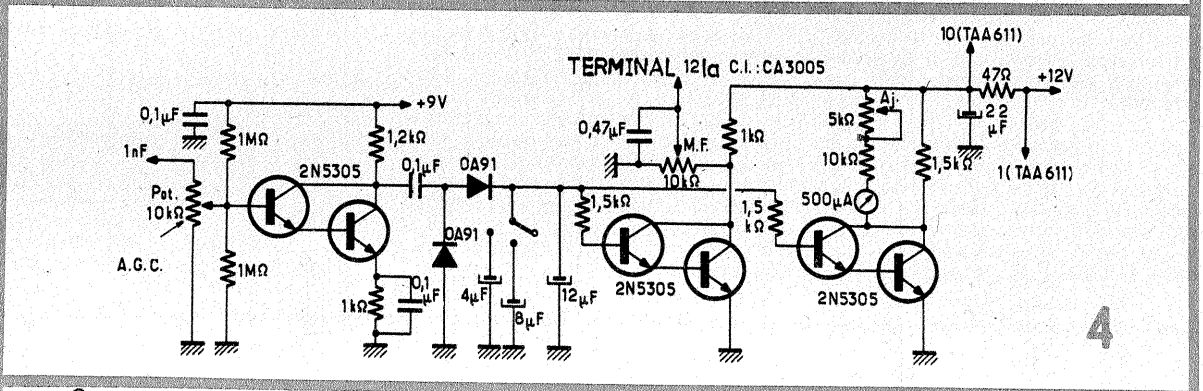 10(TAA611)
TERMINAL 12 Ia C.I.: CA3005
47Ω
+12V
+9V
0,1µF
1MΩ
1,2kΩ
0,47µF
M.F.
10kΩ
1kΩ
Aj.
5kΩ
22
µF
1(TAA611)
1nF
2N5305
0,1µF
0A91
10kΩ
1,5kΩ
Pot.
10kΩ
1,5kΩ
1,5
kΩ
500µA
0A91
A.G.C.
1MΩ
1kΩ
0,1
µF
4µF
8µF
12µF
2N5305
2N5305
4